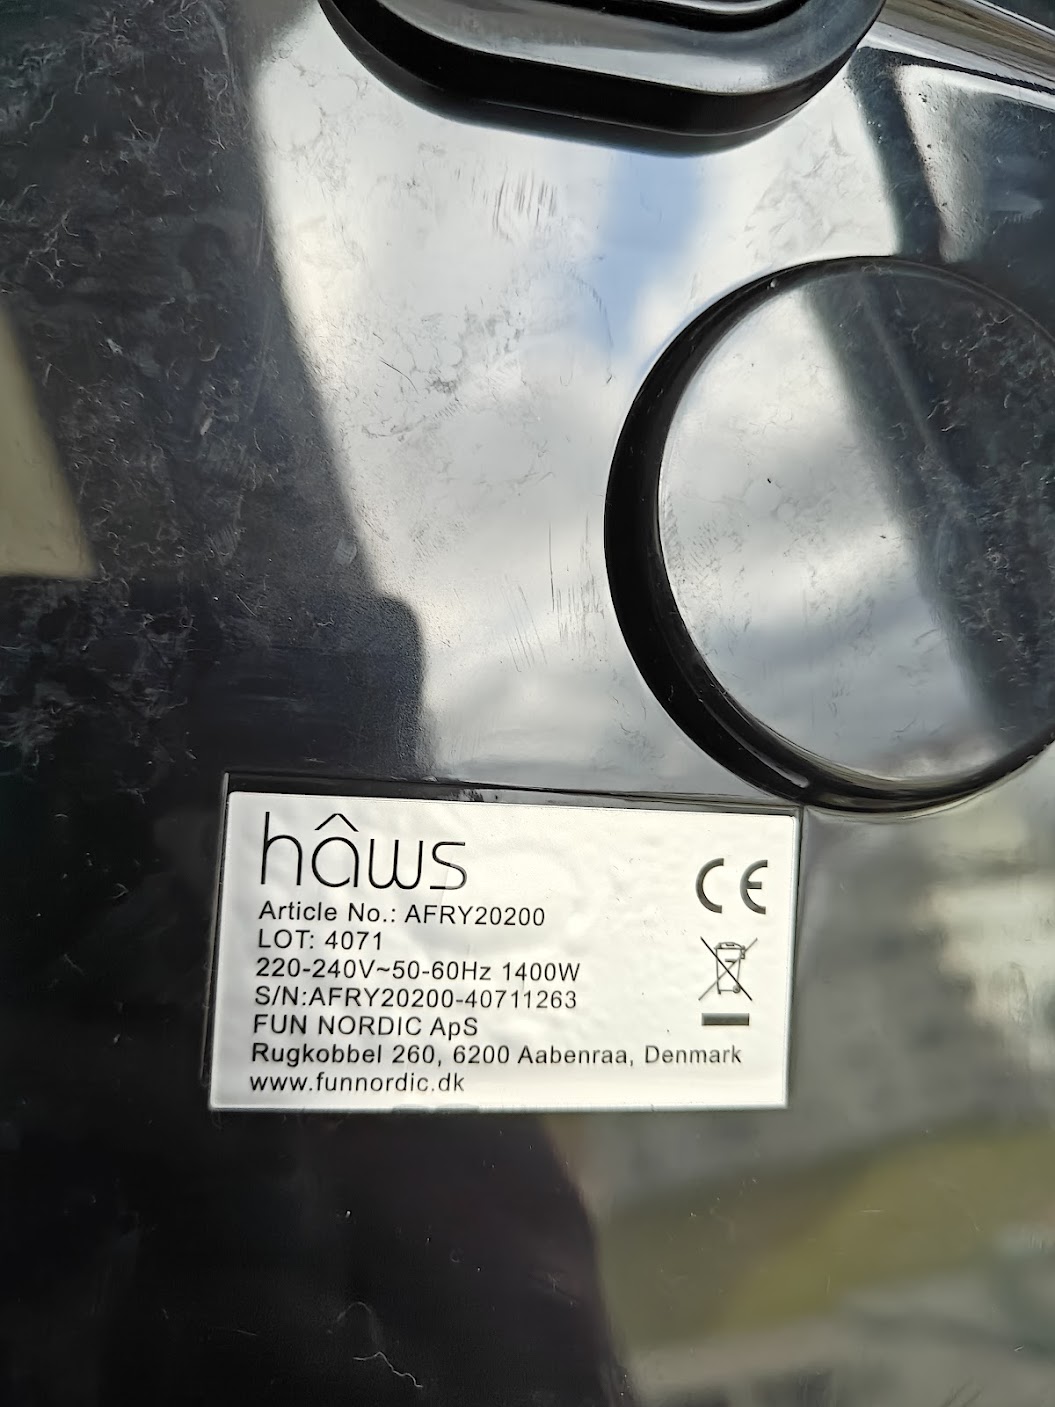 hâws
Article No.: AFRY20200
LOT: 4071
220-240V~50-60Hz 1400W
S/N:AFRY20200-40711263
FUN NORDIC ApS
Rugkobbel 260, 6200 Aabenraa, Denmark
www.funnordic.dk
CE